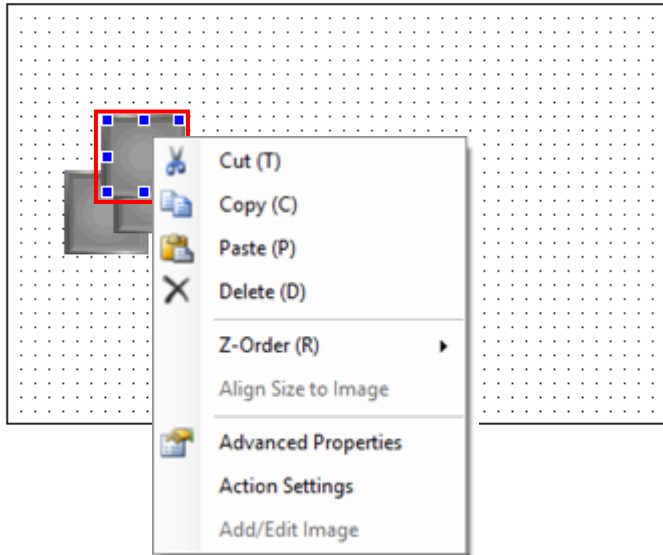 Cut (T)
Copy (C)
Paste (P)
Delete (D)
Z-Order (R)
Align Size to Image
Advanced Properties
Action Settings
Add/Edit Image